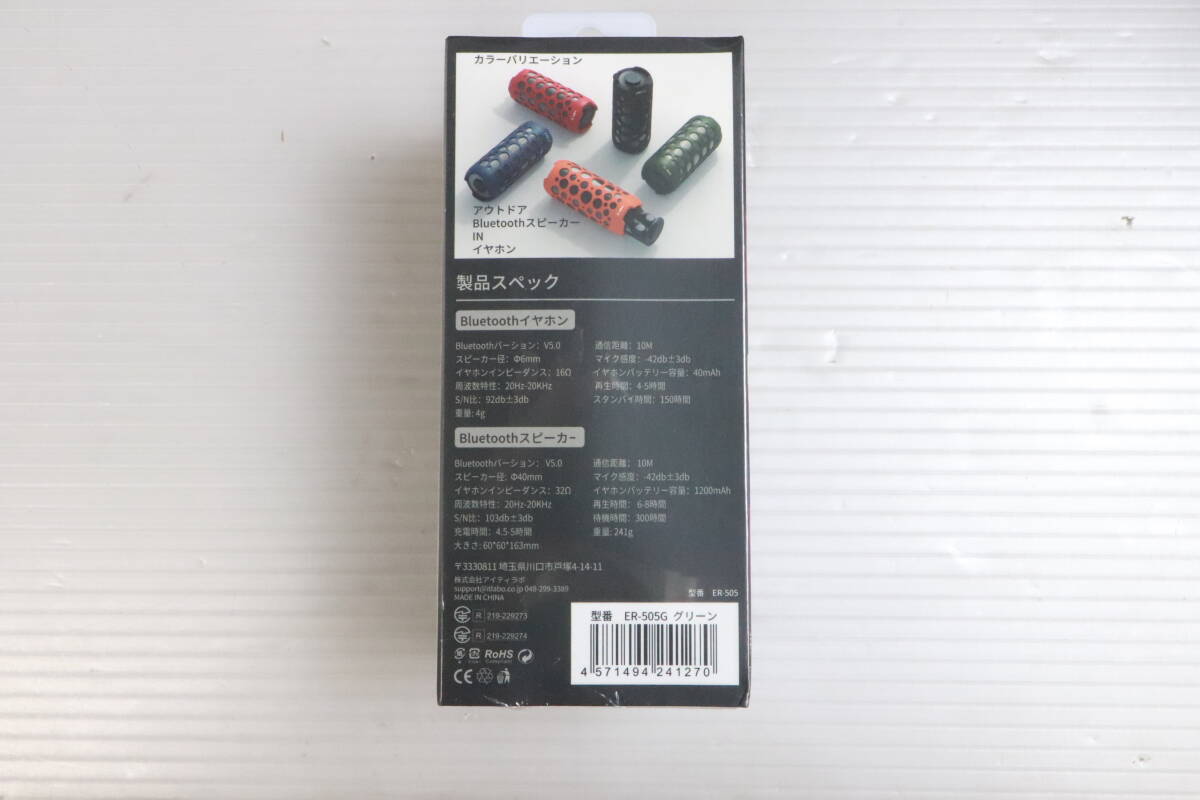 カラーバリエーション
アウトドア
Bluetoothスピーカー
IN
イヤホン
製品スペック
Bluetoothイヤホン
Bluetoothバージョン：V5.0 通信距離：10M
スピーカー径：Φ6mm マイク感度：-42db±3db
イヤホンインピーダンス：16Ω イヤホンバッテリー容量：40mAh
周波数特性：20Hz-20KHz 再生時間：4-5時間
S/N比：92db±3db スタンバイ時間：150時間
重量: 4g
Bluetoothスピーカー
Bluetoothバージョン： V5.0 通信距離： 10M
スピーカー径: Φ40mm マイク感度： -42db±3db
イヤホンインピーダンス：32Ω イヤホンバッテリー容量：1200mAh
周波数特性：20Hz-20KHz 再生時間： 6-8時間
S/N比：103db±3db 待機時間：300時間
充電時間：4.5-5時間 重量:241g
大きさ: 60*60*163mm
〒3330811 埼玉県川口市戸塚4-14-11
株式会社アイティラボ
support@itlabo.co.jp 048-299-3389
MADE IN CHINA 型番 ER-505
R 219-229273
R 219-229274
RoHS
Compliant
CE
型番 ER-505G グリーン
4 571494 241270